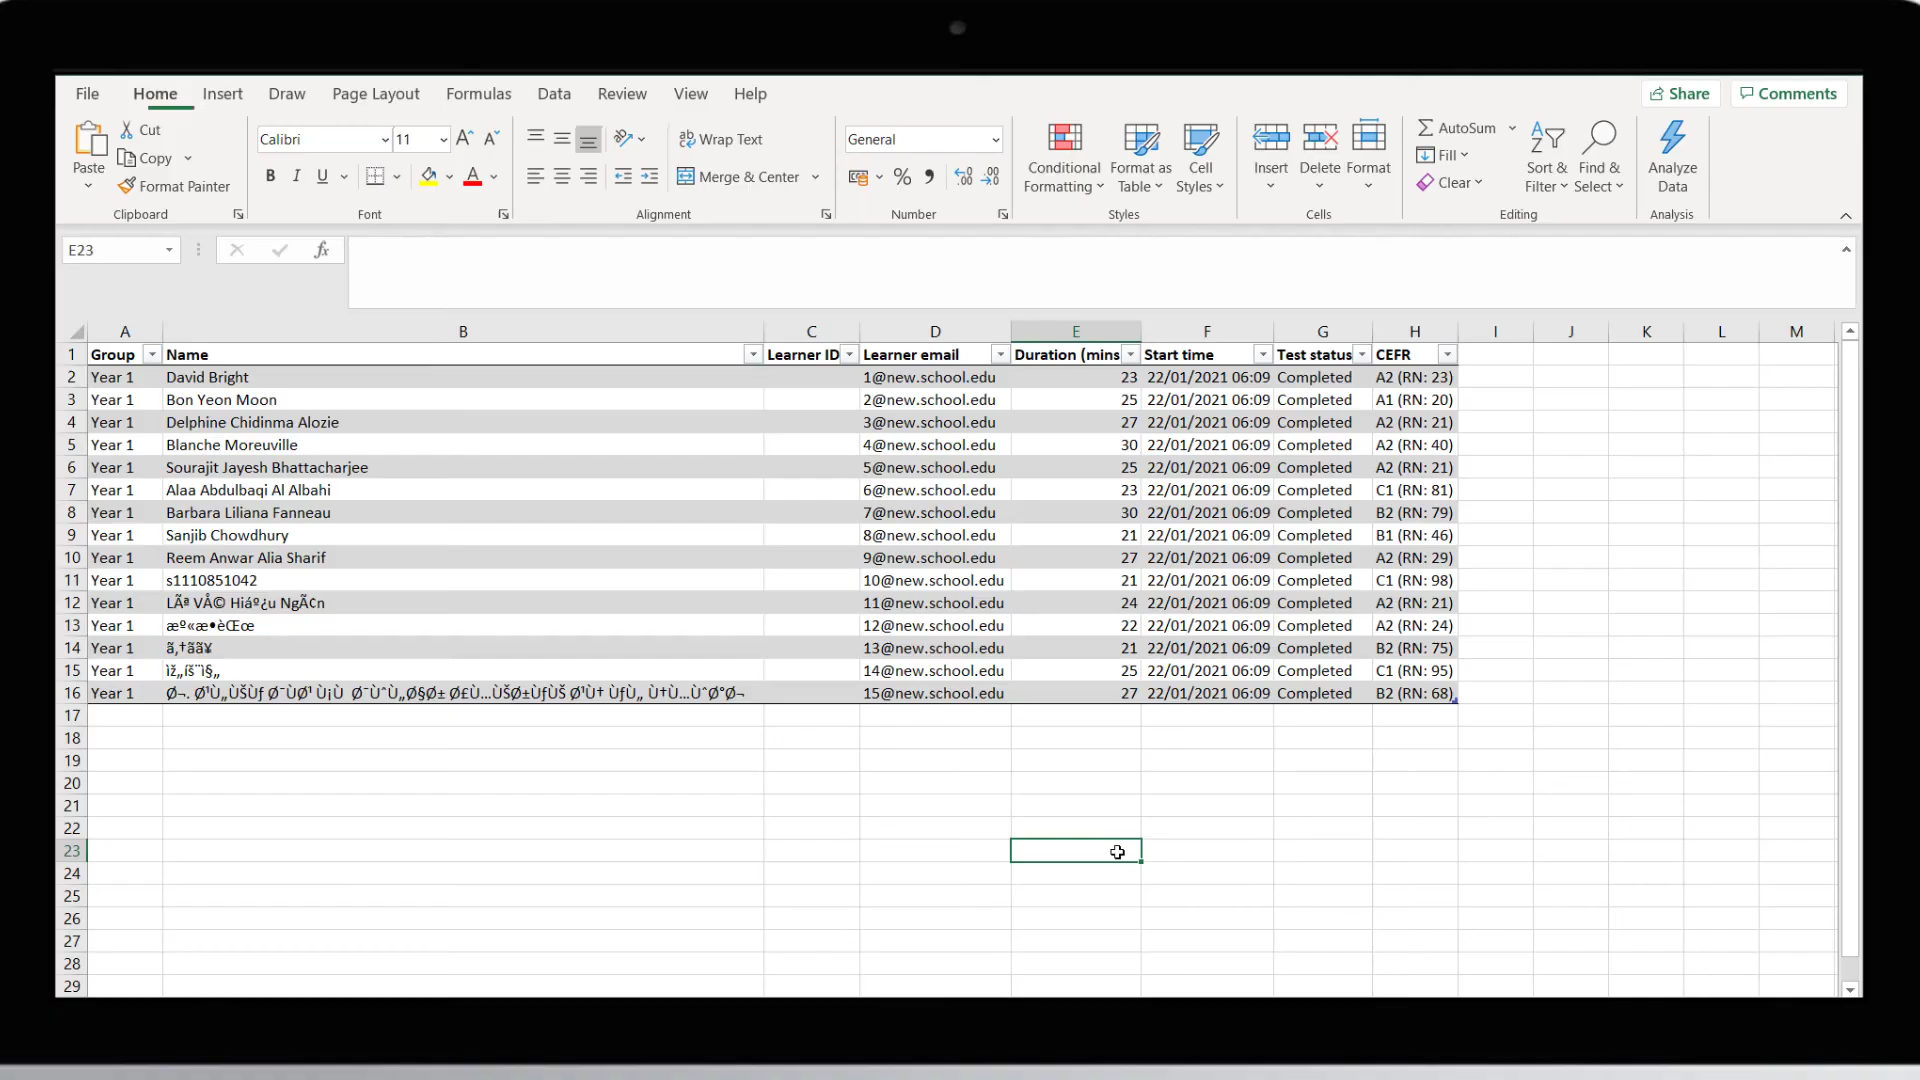 File Home Insert Draw Page Layout Formulas Data Review View Help Share Comments
Paste Cut Copy Format Painter Clipboard
Calibri 11 A A B I U A Font
Wrap Text Merge & Center Alignment
General % Number
Conditional Formatting Format as Table Cell Styles Styles
Insert Delete Format Cells
AutoSum Fill Clear Sort & Filter Find & Select Editing
Analyze Data Analysis
E23 fx
A B C D E F G H I J K L M
1 Group Name Learner ID Learner email Duration (mins Start time Test status CEFR
2 Year 1 David Bright 1@new.school.edu 23 22/01/2021 06:09 Completed A2 (RN: 23)
3 Year 1 Bon Yeon Moon 2@new.school.edu 25 22/01/2021 06:09 Completed A1 (RN: 20)
4 Year 1 Delphine Chidinma Alozie 3@new.school.edu 27 22/01/2021 06:09 Completed A2 (RN: 21)
5 Year 1 Blanche Moreuville 4@new.school.edu 30 22/01/2021 06:09 Completed A2 (RN: 40)
6 Year 1 Sourajit Jayesh Bhattacharjee 5@new.school.edu 25 22/01/2021 06:09 Completed A2 (RN: 21)
7 Year 1 Alaa Abdulbaqi Al Albahi 6@new.school.edu 23 22/01/2021 06:09 Completed C1 (RN: 81)
8 Year 1 Barbara Liliana Fanneau 7@new.school.edu 30 22/01/2021 06:09 Completed B2 (RN: 79)
9 Year 1 Sanjib Chowdhury 8@new.school.edu 21 22/01/2021 06:09 Completed B1 (RN: 46)
10 Year 1 Reem Anwar Alia Sharif 9@new.school.edu 27 22/01/2021 06:09 Completed A2 (RN: 29)
11 Year 1 s1110851042 10@new.school.edu 21 22/01/2021 06:09 Completed C1 (RN: 98)
12 Year 1 LÃª VÅ© Hiáº¿u NgÃ¢n 11@new.school.edu 24 22/01/2021 06:09 Completed A2 (RN: 21)
13 Year 1 æº«æ•èŒœ 12@new.school.edu 22 22/01/2021 06:09 Completed A2 (RN: 24)
14 Year 1 ã‚†ãã¥ 13@new.school.edu 21 22/01/2021 06:09 Completed B2 (RN: 75)
15 Year 1 ìž„íš¨ì§„ 14@new.school.edu 25 22/01/2021 06:09 Completed C1 (RN: 95)
16 Year 1 Ø¬. Ø¹Ù„ÙŠÙƒ Ø¯ÙØ¹ Ù¡Ù Ø¯ÙˆÙ„Ø§Ø± Ø£Ù…ÙŠØ±ÙƒÙŠ Ø¹Ù† ÙƒÙ„ Ù†Ù…ÙˆØ°Ø¬ 15@new.school.edu 27 22/01/2021 06:09 Completed B2 (RN: 68)
17
18
19
20
21
22
23
24
25
26
27
28
29